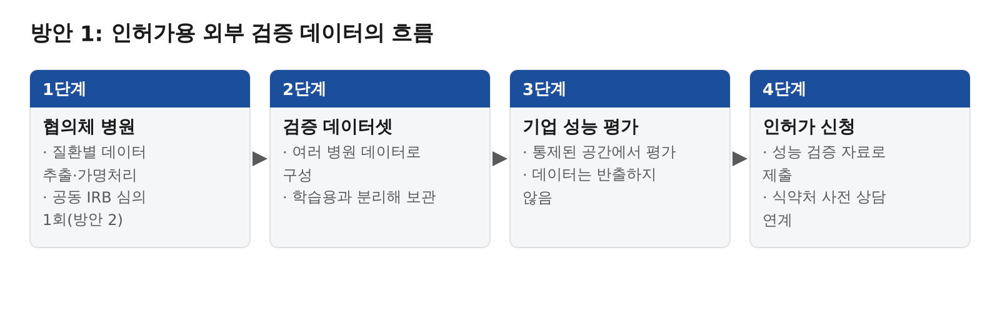 방안 1: 인허가용 외부 검증 데이터의 흐름
1단계
협의체 병원
· 질환별 데이터
추출·가명처리
· 공동 IRB 심의
1회(방안 2)
2단계
검증 데이터셋
· 여러 병원 데이터로
구성
· 학습용과 분리해 보관
3단계
기업 성능 평가
· 통제된 공간에서 평가
· 데이터는 반출하지
않음
4단계
인허가 신청
· 성능 검증 자료로
제출
· 식약처 사전 상담
연계